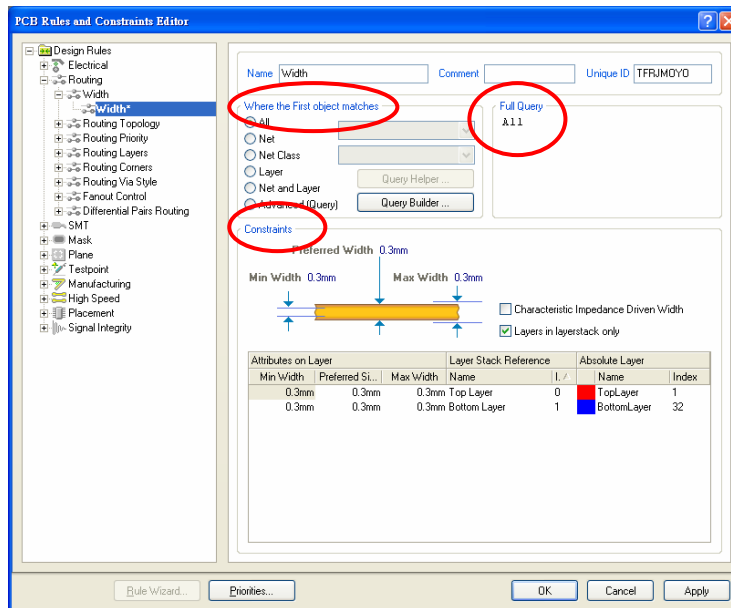 PCB Rules and Constraints Editor
Design Rules
Electrical
Routing
Width
Width*
Routing Topology
Routing Priority
Routing Layers
Routing Corners
Routing Via Style
Fanout Control
Differential Pairs Routing
SMT
Mask
Plane
Testpoint
Manufacturing
High Speed
Placement
Signal Integrity
Name Width Comment Unique ID TFRJMOYO
Where the First object matches
All
Net
Net Class
Layer
Net and Layer
Advanced (Query)
Query Helper ...
Query Builder ...
Full Query
All
Constraints
Preferred Width 0.3mm
Min Width 0.3mm Max Width 0.3mm
Characteristic Impedance Driven Width
Layers in layerstack only
Attributes on Layer Layer Stack Reference Absolute Layer
Min Width Preferred Si... Max Width Name I. Name Index
0.3mm 0.3mm 0.3mm Top Layer 0 TopLayer 1
0.3mm 0.3mm 0.3mm Bottom Layer 1 BottomLayer 32
Rule Wizard... Priorities... OK Cancel Apply